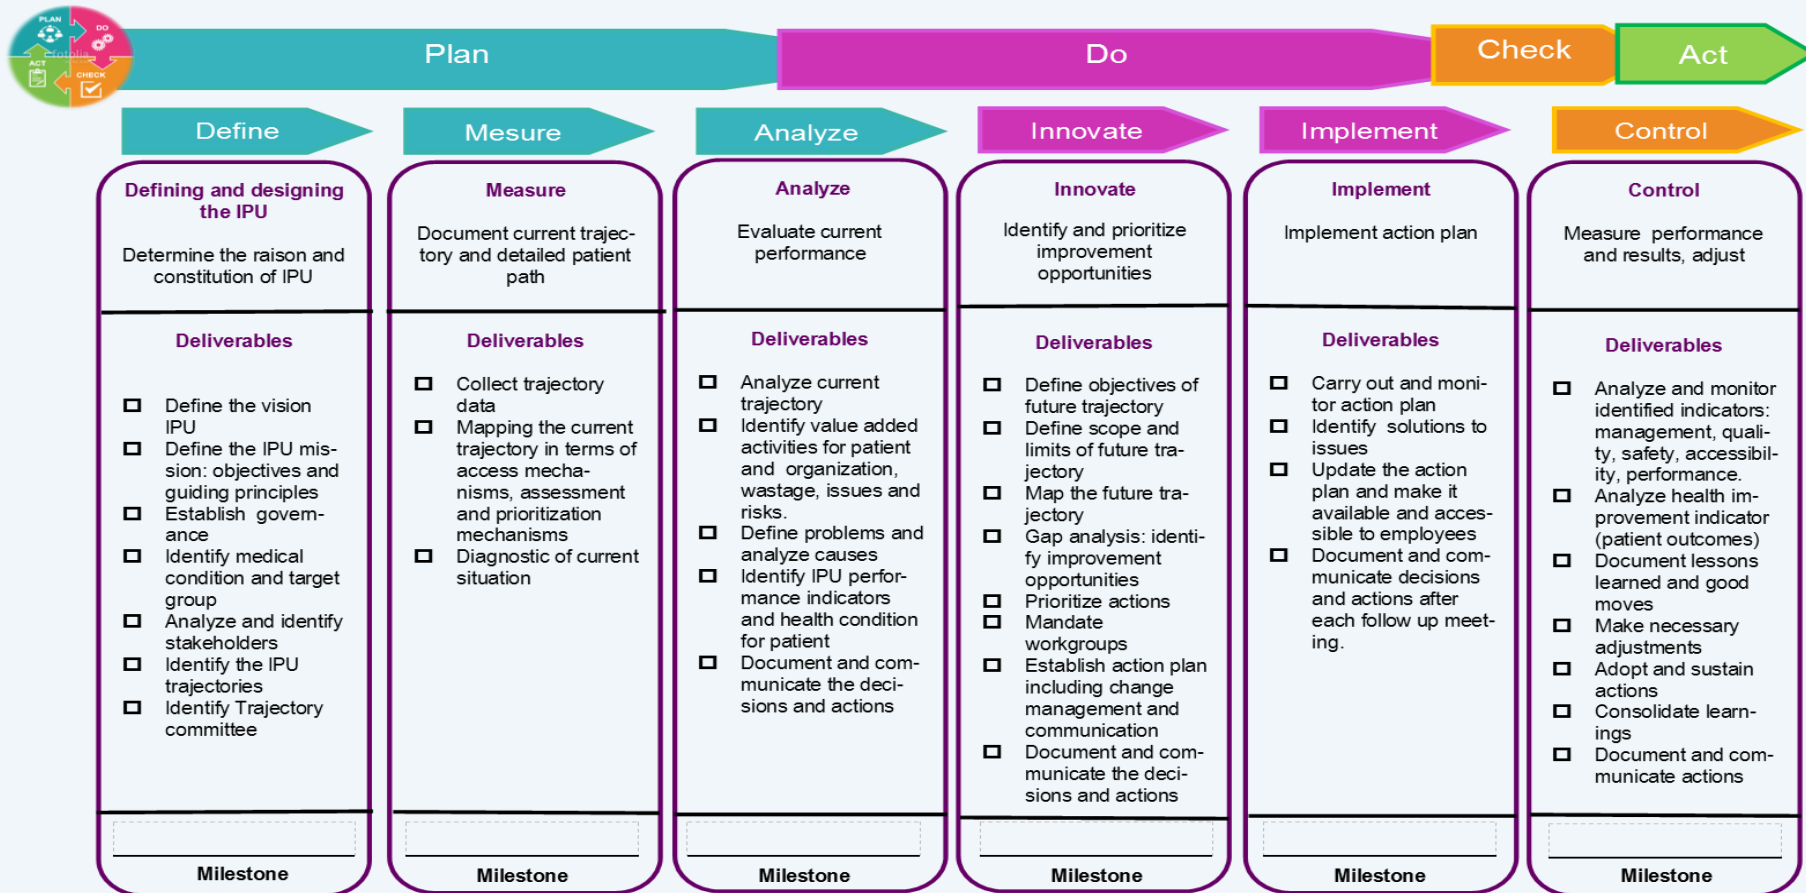 PLAN
DO
ACT
CHECK
fotolia
Plan
Do
Check
Act
Define
Mesure
Analyze
Innovate
Implement
Control
Defining and designing
the IPU
Determine the raison and
constitution of IPU
Deliverables
Define the vision
IPU
Define the IPU mis-
sion: objectives and
guiding principles
Establish govern-
ance
Identify medical
condition and target
group
Analyze and identify
stakeholders
Identify the IPU
trajectories
Identify Trajectory
committee
Milestone
Measure
Document current trajec-
tory and detailed patient
path
Deliverables
Collect trajectory
data
Mapping the current
trajectory in terms of
access mecha-
nisms, assessment
and prioritization
mechanisms
Diagnostic of current
situation
Milestone
Analyze
Evaluate current
performance
Deliverables
Analyze current
trajectory
Identify value added
activities for patient
and organization,
wastage, issues and
risks.
Define problems and
analyze causes
Identify IPU perfor-
mance indicators
and health condition
for patient
Document and com-
municate the deci-
sions and actions
Milestone
Innovate
Identify and prioritize
improvement
opportunities
Deliverables
Define objectives of
future trajectory
Define scope and
limits of future tra-
jectory
Map the future tra-
jectory
Gap analysis: identi-
fy improvement
opportunities
Prioritize actions
Mandate
workgroups
Establish action plan
including change
management and
communication
Document and com-
municate the deci-
sions and actions
Milestone
Implement
Implement action plan
Deliverables
Carry out and moni-
tor action plan
Identify solutions to
issues
Update the action
plan and make it
available and acces-
sible to employees
Document and com-
municate decisions
and actions after
each follow up meet-
ing.
Milestone
Control
Measure performance
and results, adjust
Deliverables
Analyze and monitor
identified indicators:
management, quali-
ty, safety, accessibil-
ity, performance.
Analyze health im-
provement indicator
(patient outcomes)
Document lessons
learned and good
moves
Make necessary
adjustments
Adopt and sustain
actions
Consolidate learn-
ings
Document and com-
municate actions
Milestone